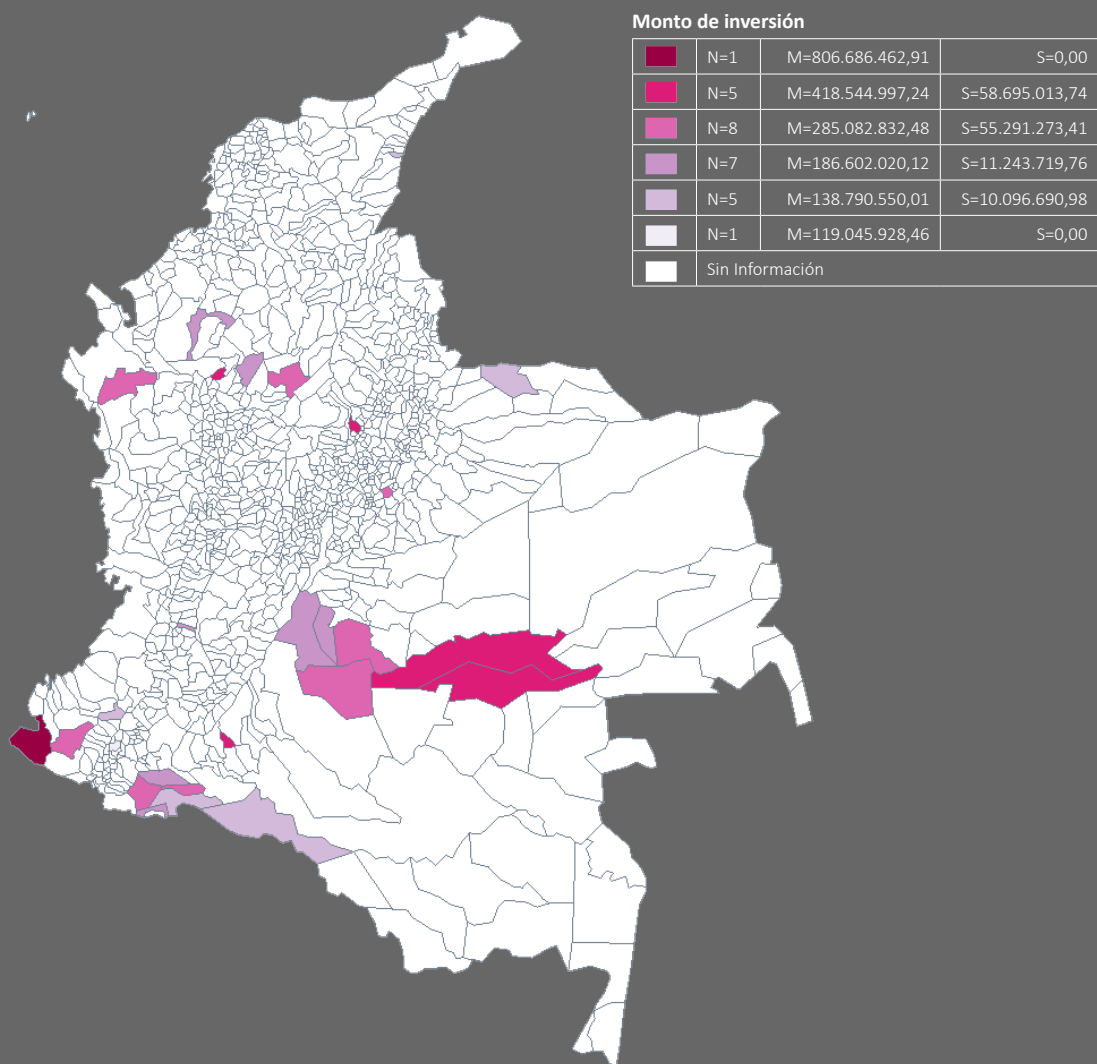 Monto de inversión
N=1 M=806.686.462,91 S=0,00
N=5 M=418.544.997,24 S=58.695.013,74
N=8 M=285.082.832,48 S=55.291.273,41
N=7 M=186.602.020,12 S=11.243.719,76
N=5 M=138.790.550,01 S=10.096.690,98
N=1 M=119.045.928,46 S=0,00
Sin Información